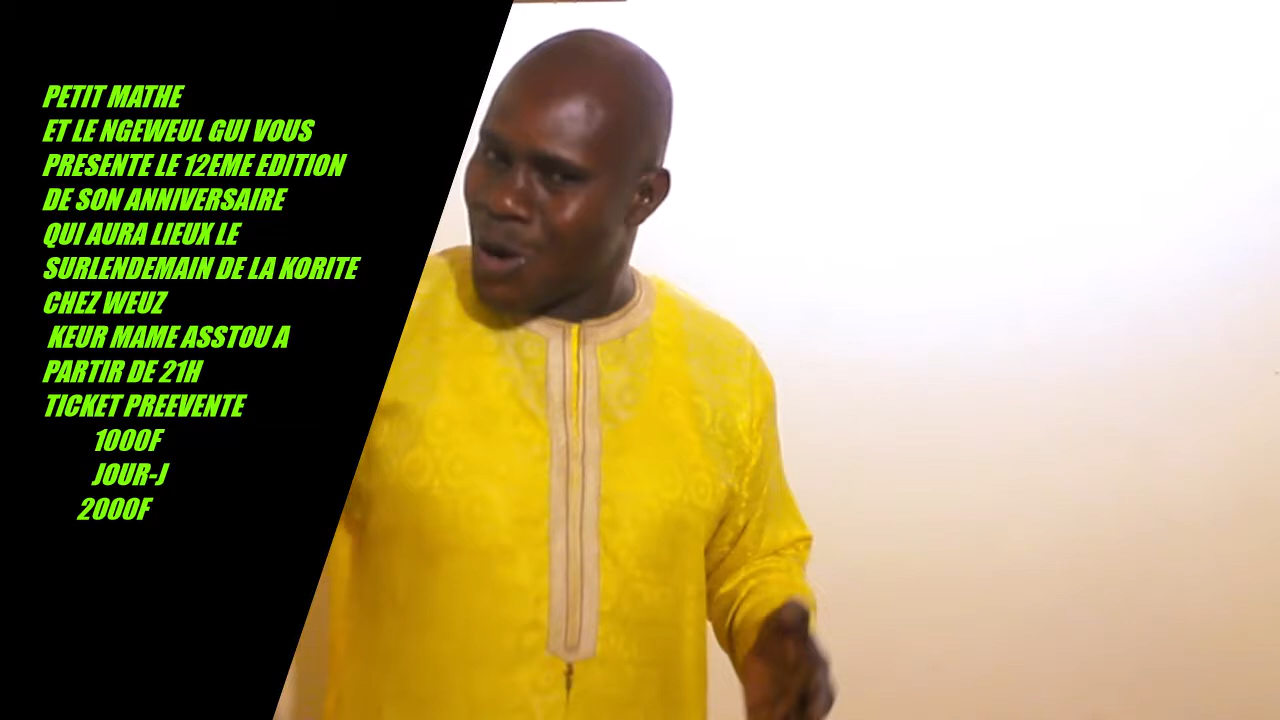 PETIT MATHE
ET LE NGEWEUL GUI VOUS
PRESENTE LE 12EME EDITION
DE SON ANNIVERSAIRE
QUI AURA LIEUX LE
SURLENDEMAIN DE LA KORITE
CHEZ WEUZ
KEUR MAME ASSTOU A
PARTIR DE 21H
TICKET PREEVENTE
1000F
JOUR-J
2000F